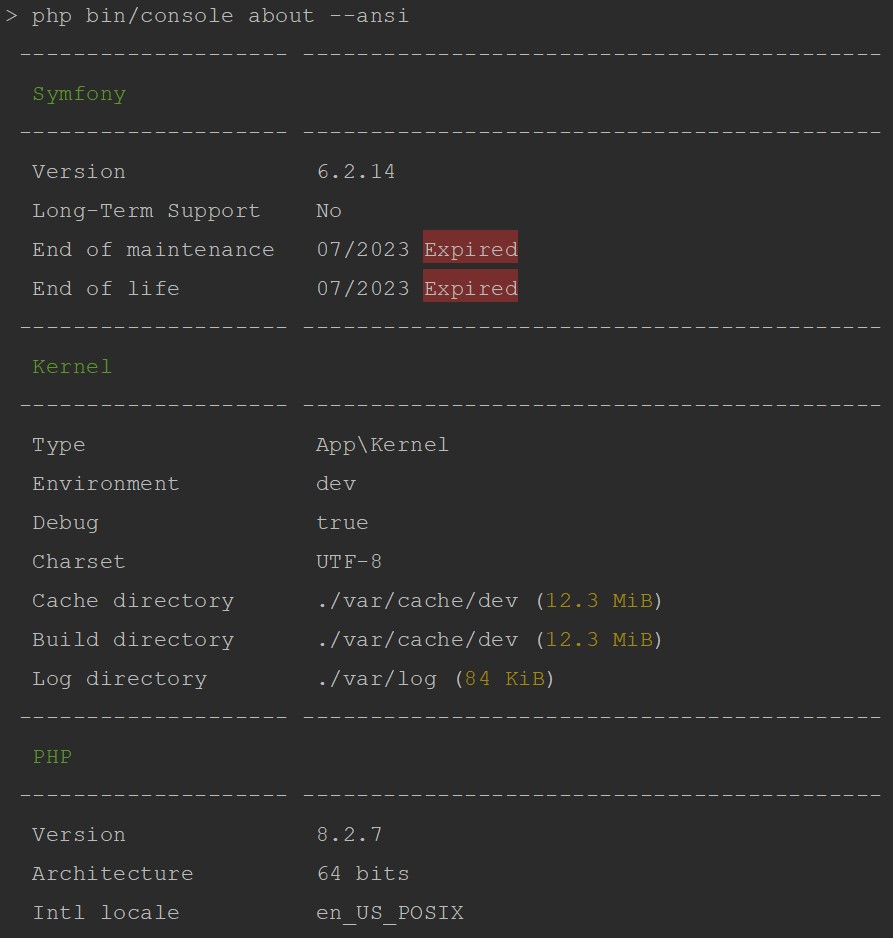 > php bin/console about --ansi
-------------------- -------------------------------------------
Symfony
-------------------- -------------------------------------------
Version 6.2.14
Long-Term Support No
End of maintenance 07/2023 Expired
End of life 07/2023 Expired
-------------------- -------------------------------------------
Kernel
-------------------- -------------------------------------------
Type App\Kernel
Environment dev
Debug true
Charset UTF-8
Cache directory ./var/cache/dev (12.3 MiB)
Build directory ./var/cache/dev (12.3 MiB)
Log directory ./var/log (84 KiB)
-------------------- -------------------------------------------
PHP
-------------------- -------------------------------------------
Version 8.2.7
Architecture 64 bits
Intl locale en_US_POSIX